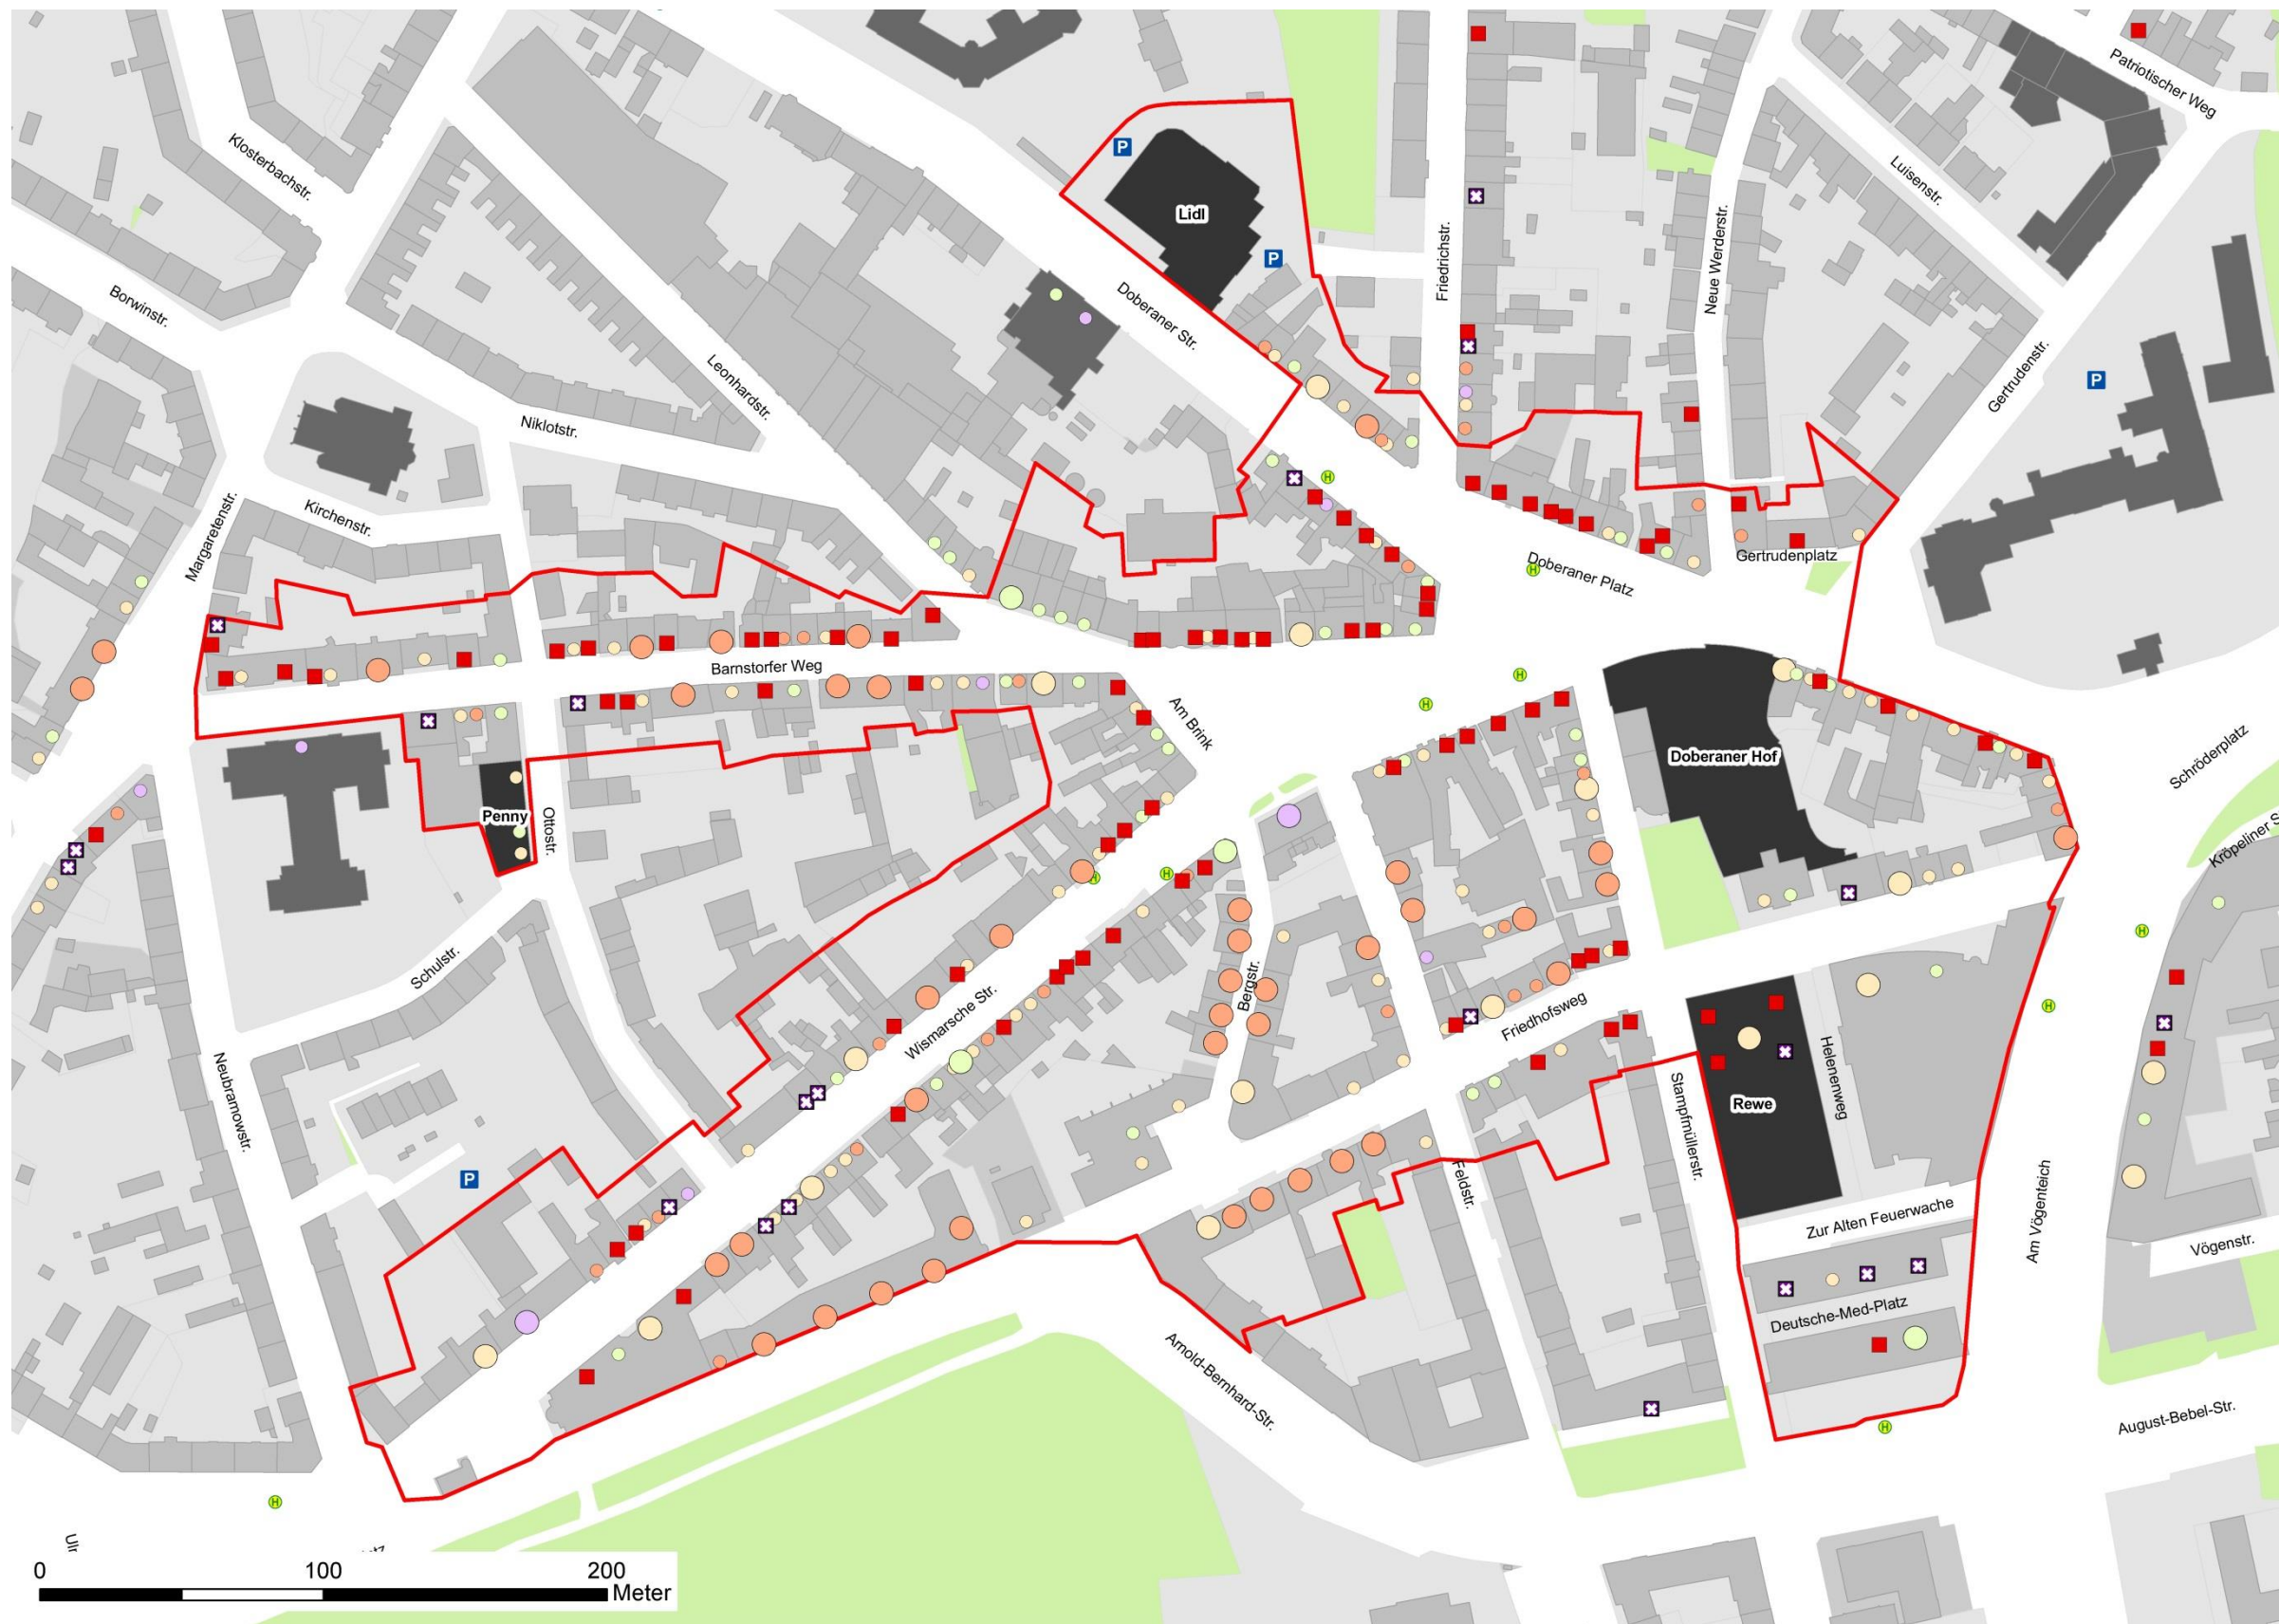 Patriotischer Weg
P
Klosterbachstr.
Luisenstr.
Lidl
Friedrichstr.
Neue Werderstr.
P
Borwinstr.
Doberaner Str.
Leonhardstr.
Gertrudenstr.
P
Niklotstr.
H
Kirchenstr.
Margaretenstr.
Doberaner Platz
H
Gertrudenplatz
Barnstorfer Weg
H
H
Am Brink
Doberaner Hof
Schröderplatz
Penny
Ottostr.
Kröpeliner S
H
H
H
Schulstr.
Bergstr.
Wismarsche Str.
Friedhofsweg
H
Neubramowstr.
Stampfmüllerstr.
Helenenweg
Rewe
P
Feldstr.
Zur Alten Feuerwache
Am Vögenteich
Vögenstr.
Deutsche-Med-Platz
Arnold-Bernhard-Str.
August-Bebel-Str.
H
H
0 100 200
Meter